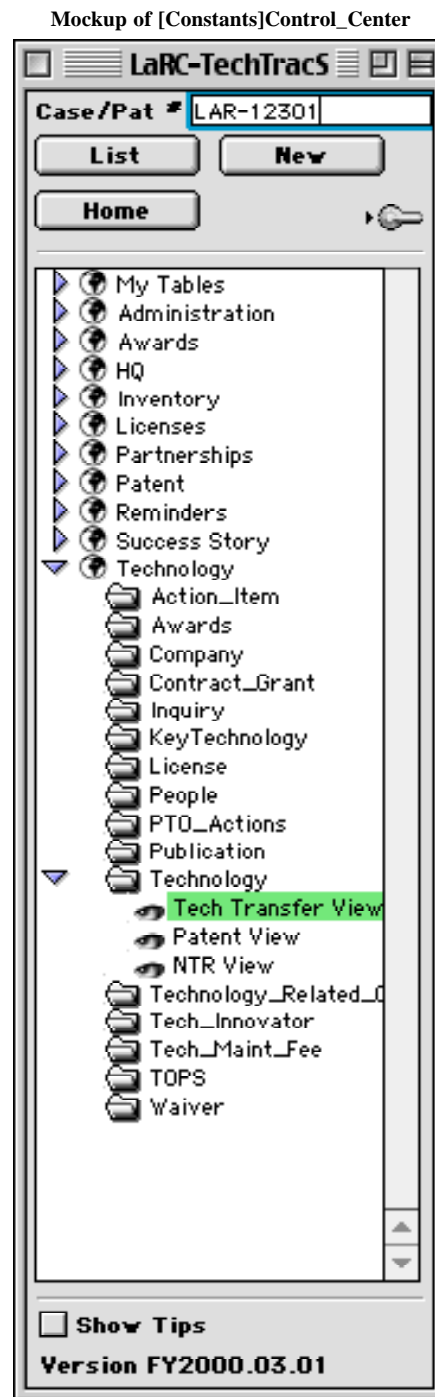 Mockup of [Constants]Control_Center
LaRC-TechTracS
Case/Pat # LAR-12301
List New
Home
My Tables
Administration
Awards
HQ
Inventory
Licenses
Partnerships
Patent
Reminders
Success Story
Technology
Action_Item
Awards
Company
Contract_Grant
Inquiry
KeyTechnology
License
People
PTO_Actions
Publication
Technology
Tech Transfer View
Patent View
NTR View
Technology_Related_
Tech_Innovator
Tech_Maint_Fee
TOPS
Waiver
Show Tips
Version FY2000.03.01